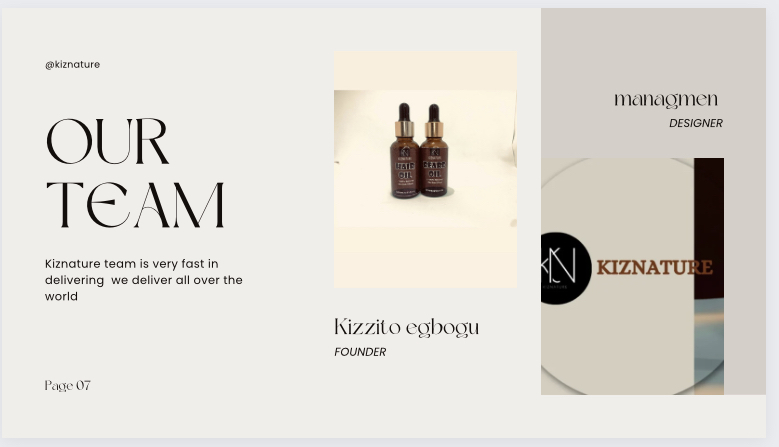 @kiznature
OUR
TEAM
Kiznature team is very fast in
delivering  we deliver all over the
world
Page 07
HAIR
OIL
BEARD
OIL
Kizzito egbogu
FOUNDER
managmen
DESIGNER
KN
KIZNATURE